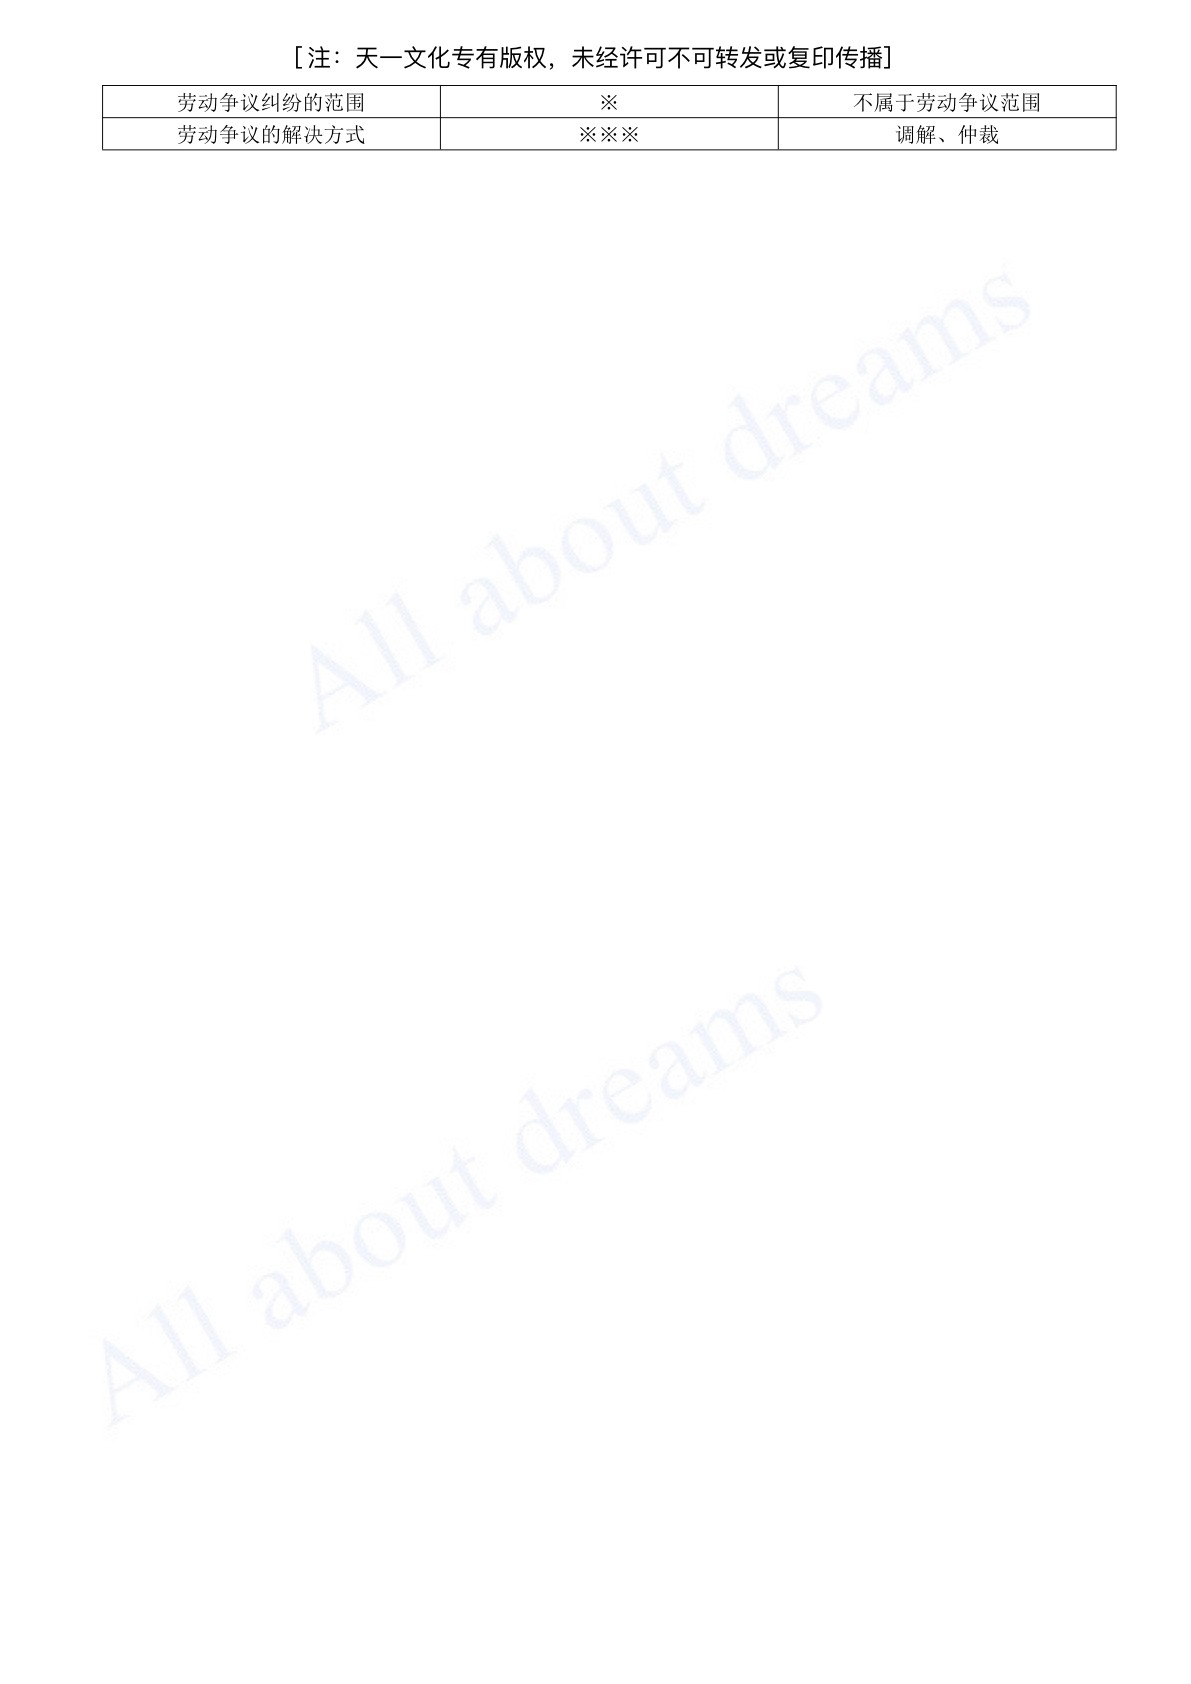 [注：天一文化专有版权，未经许可不可转发或复印传播]
劳动争议纠纷的范围 ※ 不属于劳动争议范围
劳动争议的解决方式 ※※※ 调解、仲裁
All about dreams
All about dreams